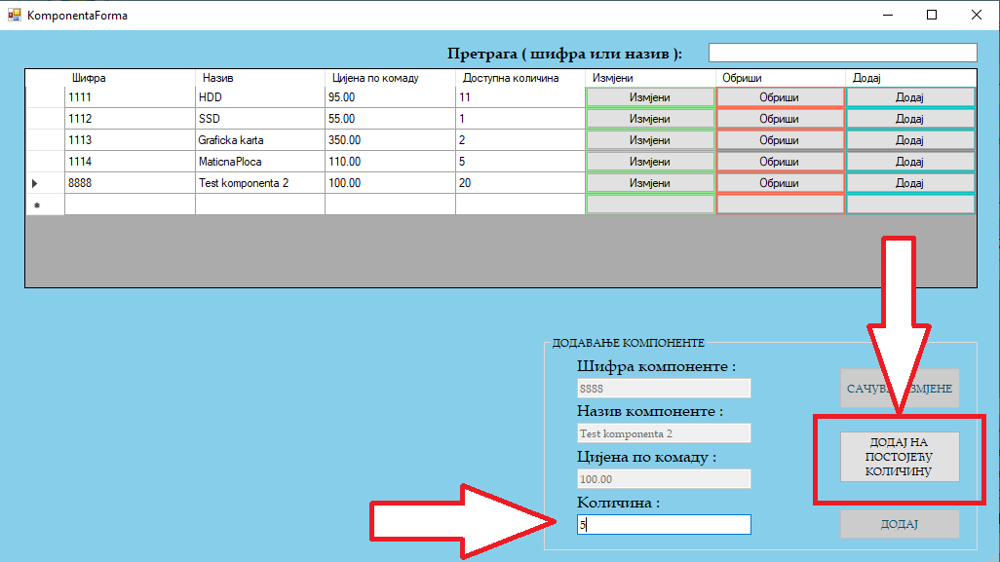 KomponentaForma
Претрага ( шифра или назив ):
Шифра Назив Цијена по комаду Доступна количина Измјени Обриши Додај
1111 HDD 95.00 11 Измјени Обриши Додај
1112 SSD 55.00 1 Измјени Обриши Додај
1113 Graficka karta 350.00 2 Измјени Обриши Додај
1114 MaticnaPloca 110.00 5 Измјени Обриши Додај
8888 Test komponenta 2 100.00 20 Измјени Обриши Додај
ДОДАВАЊЕ КОМПОНЕНТЕ
Шифра компоненте :
8888
Назив компоненте :
Test komponenta 2
Цијена по комаду :
100.00
Количина :
5
ДОДАЈ НА
ПОСТОЈЕЋУ
КОЛИЧИНУ
ДОДАЈ